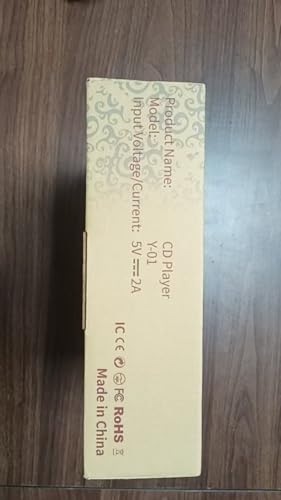 Product Name: CD Player
Model: Y-01
Input Voltage/Current: 5V⎓2A
IC CE FC RoHS
Made in China